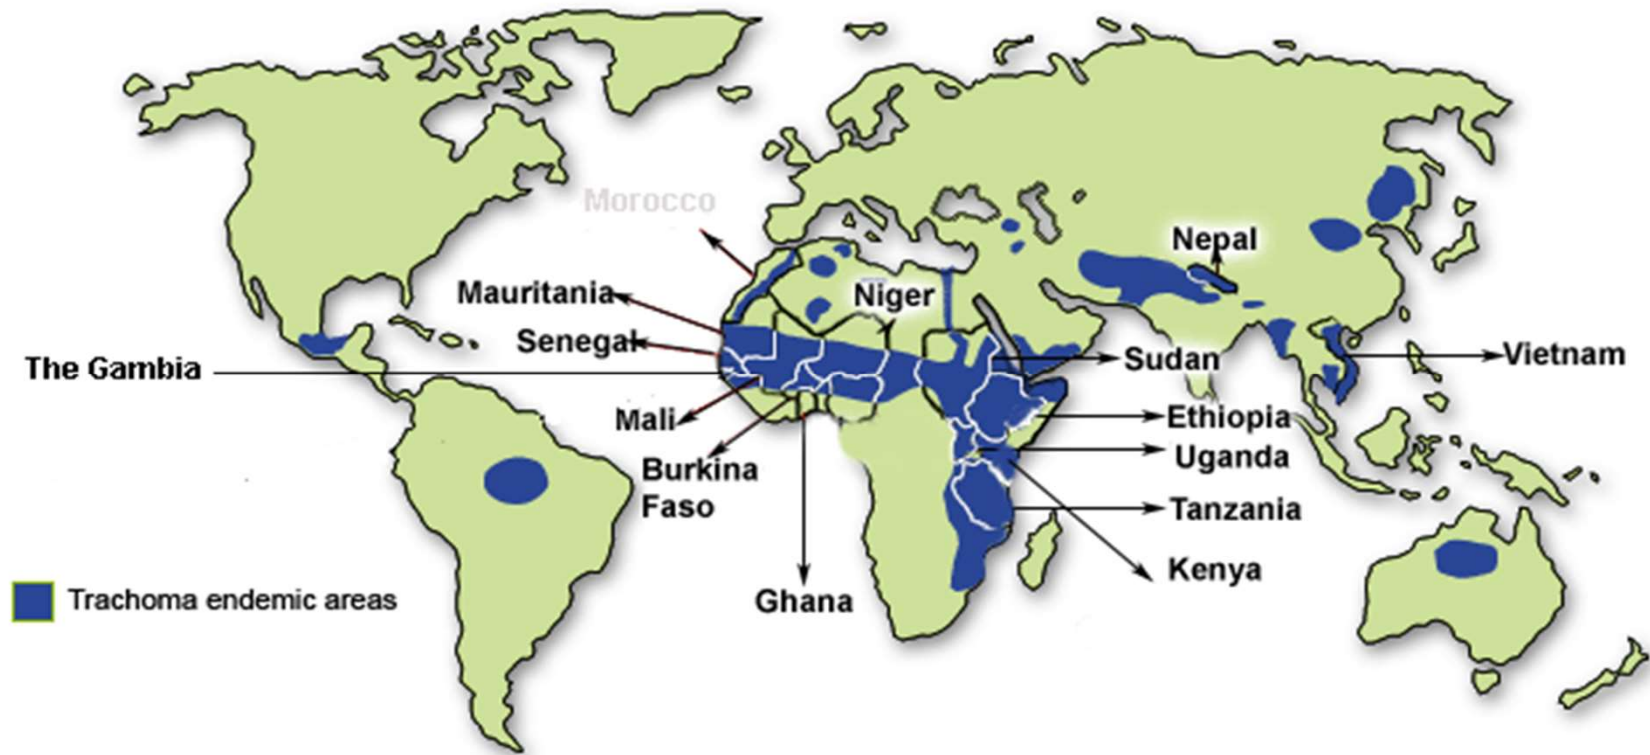 Morocco
Nepal
Mauritania
Niger
Senegal
Sudan
Vietnam
The Gambia
Mali
Ethiopia
Burkina
Faso
Uganda
Tanzania
Kenya
Ghana
Trachoma endemic areas